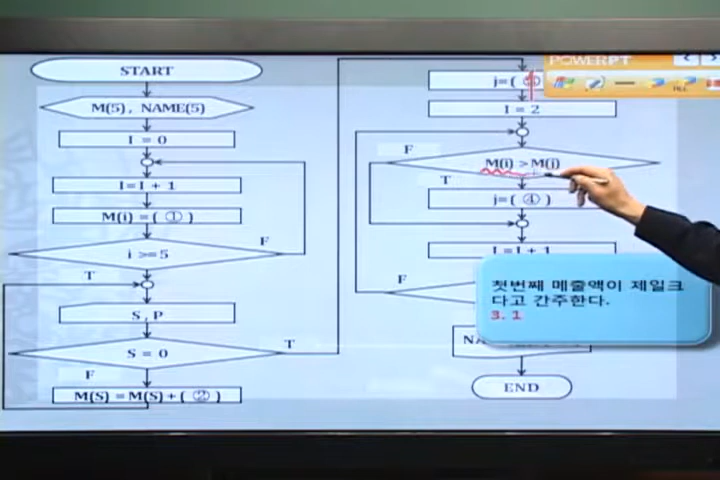 START
M(5), NAME(5)
I = 0
I=I + 1
M(i) = ( ① )
i >=5
F
T
S, P
S = 0
T
F
M(S) = M(S) + ( ② )
POWERPT
j=(
I = 2
F
M(i) > M(j)
T
j=( ④ )
I=I + 1
F
첫번째 매출액이 제일크
다고 간주한다.
3. 1
END